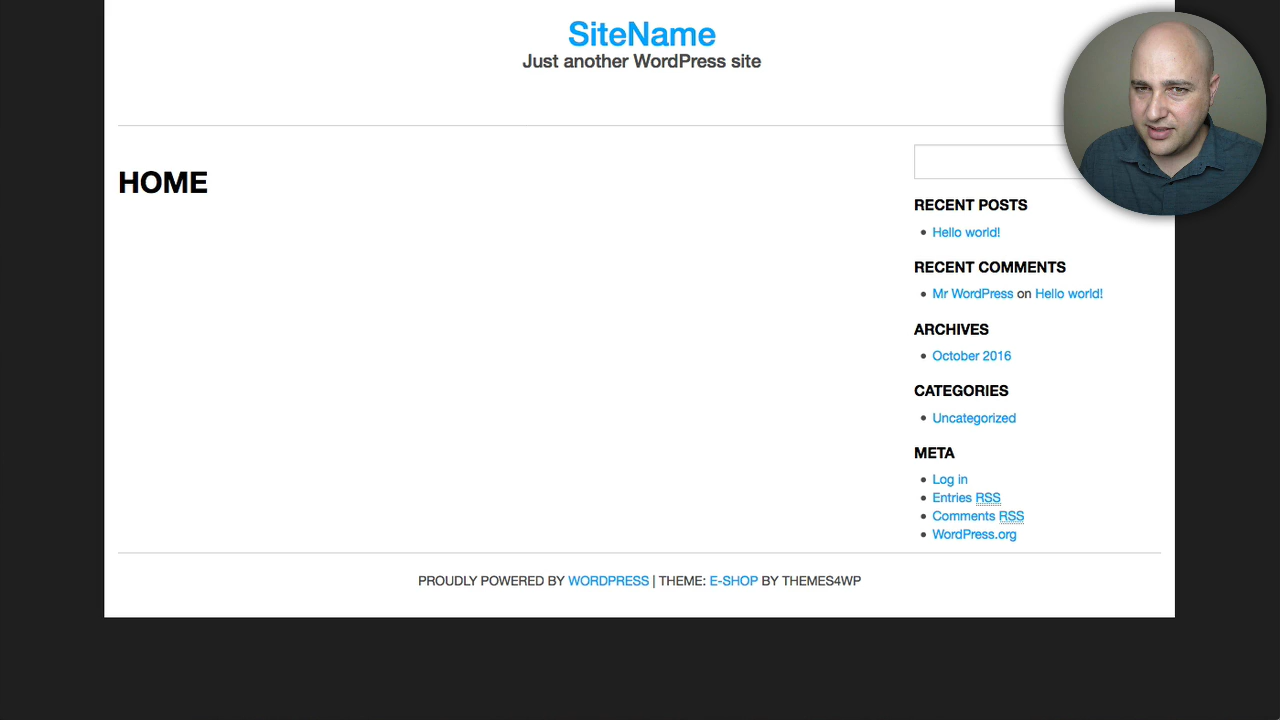 SiteName
Just another WordPress site
HOME
RECENT POSTS
Hello world!
RECENT COMMENTS
Mr WordPress on Hello world!
ARCHIVES
October 2016
CATEGORIES
Uncategorized
META
Log in
Entries RSS
Comments RSS
WordPress.org
PROUDLY POWERED BY WORDPRESS | THEME: E-SHOP BY THEMES4WP